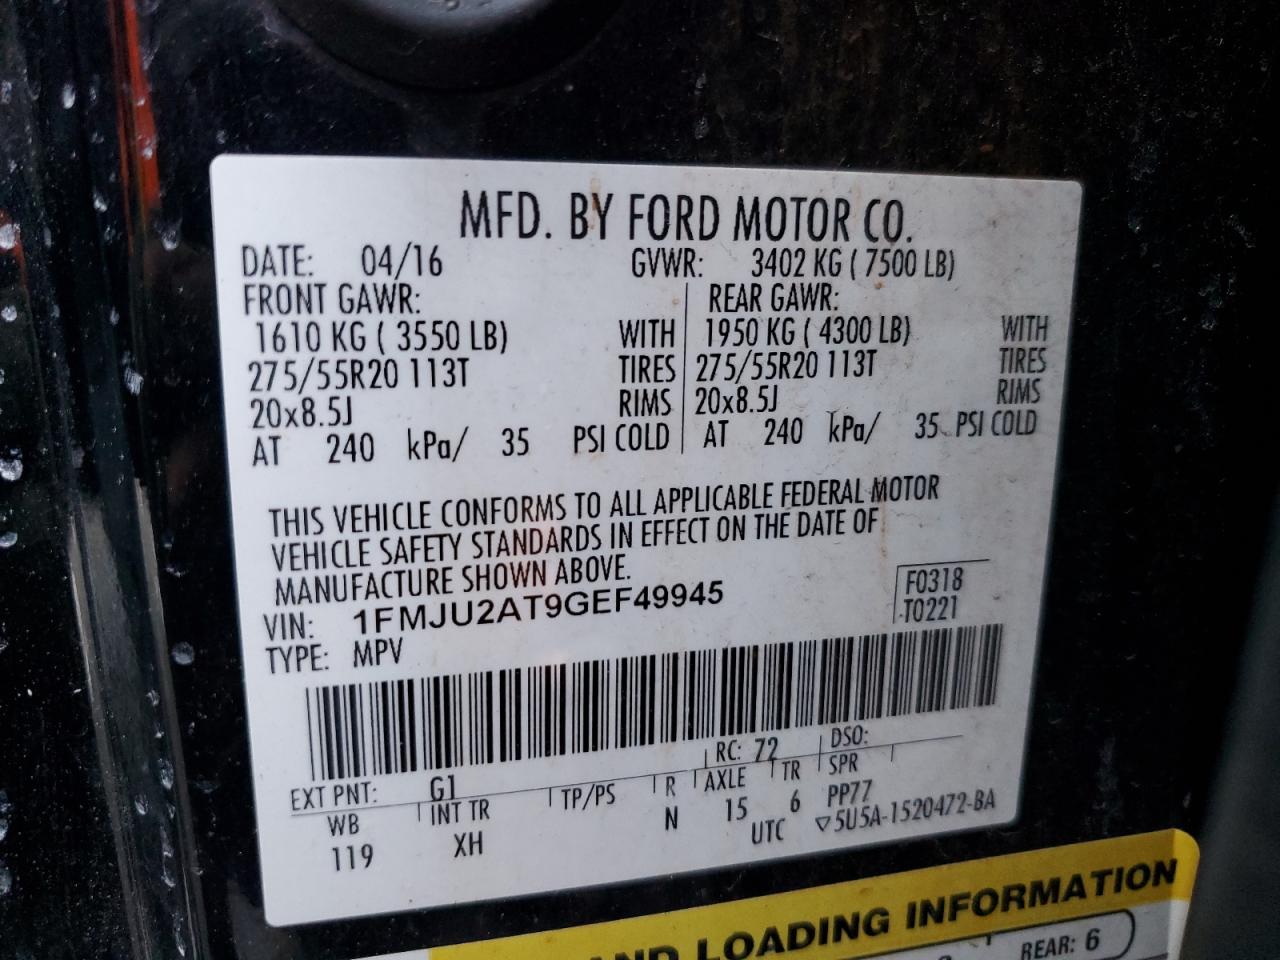 MFD. BY FORD MOTOR CO.
DATE: 04/16 GVWR: 3402 KG ( 7500 LB)
FRONT GAWR: REAR GAWR:
1610 KG ( 3550 LB) WITH 1950 KG ( 4300 LB) WITH
275/55R20 113T TIRES 275/55R20 113T TIRES
20x8.5J RIMS 20x8.5J RIMS
AT 240 kPa/ 35 PSI COLD AT 240 kPa/ 35 PSI COLD
THIS VEHICLE CONFORMS TO ALL APPLICABLE FEDERAL MOTOR
VEHICLE SAFETY STANDARDS IN EFFECT ON THE DATE OF
MANUFACTURE SHOWN ABOVE.
VIN: 1FMJU2AT9GEF49945
TYPE: MPV
F0318
T0221
EXT PNT: G1 RC: 72 DSO:
WB INT TR TP/PS R AXLE TR SPR
119 XH N 15 6 PP77
UTC ▽5U5A-1520472-BA
ND LOADING INFORMATION
REAR: 6